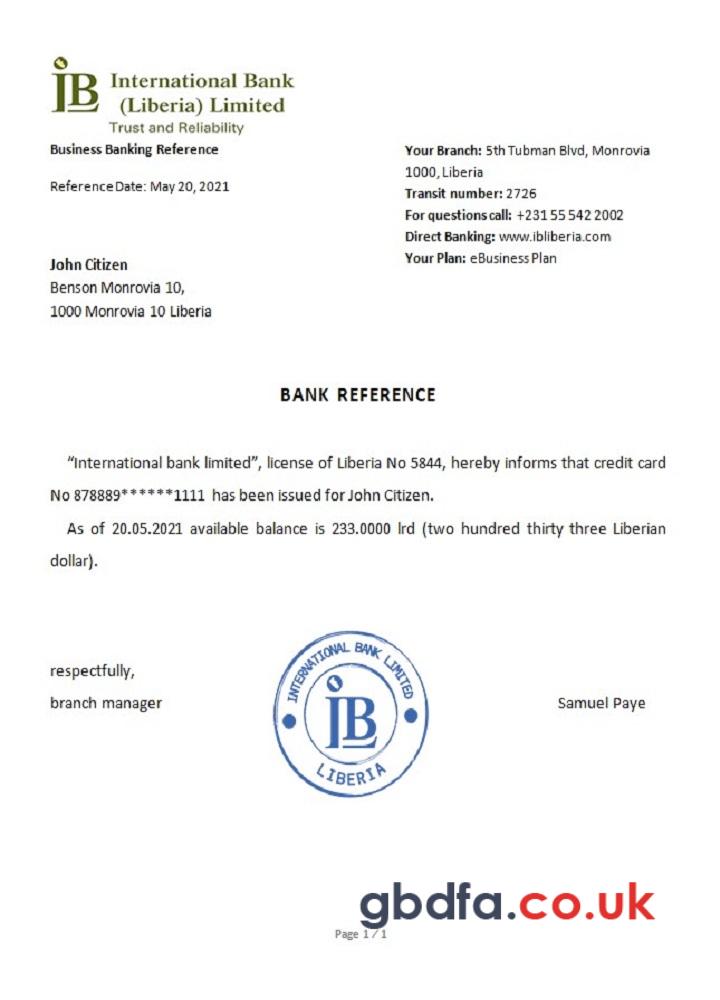 iB International Bank
(Liberia) Limited
Trust and Reliability
Business Banking Reference
Reference Date: May 20, 2021
Your Branch: 5th Tubman Blvd, Monrovia
1000, Liberia
Transit number: 2726
For questions call: +231 55 542 2002
Direct Banking: www.ibliberia.com
Your Plan: eBusiness Plan
John Citizen
Benson Monrovia 10,
1000 Monrovia 10 Liberia
BANK REFERENCE
“International bank limited”, license of Liberia No 5844, hereby informs that credit card
No 878889******1111 has been issued for John Citizen.
As of 20.05.2021 available balance is 233.0000 lrd (two hundred thirty three Liberian
dollar).
respectfully,
branch manager
INTERNATIONAL BANK LIMITED
iB
LIBERIA
Samuel Paye
gbdfa.co.uk
Page 1 / 1